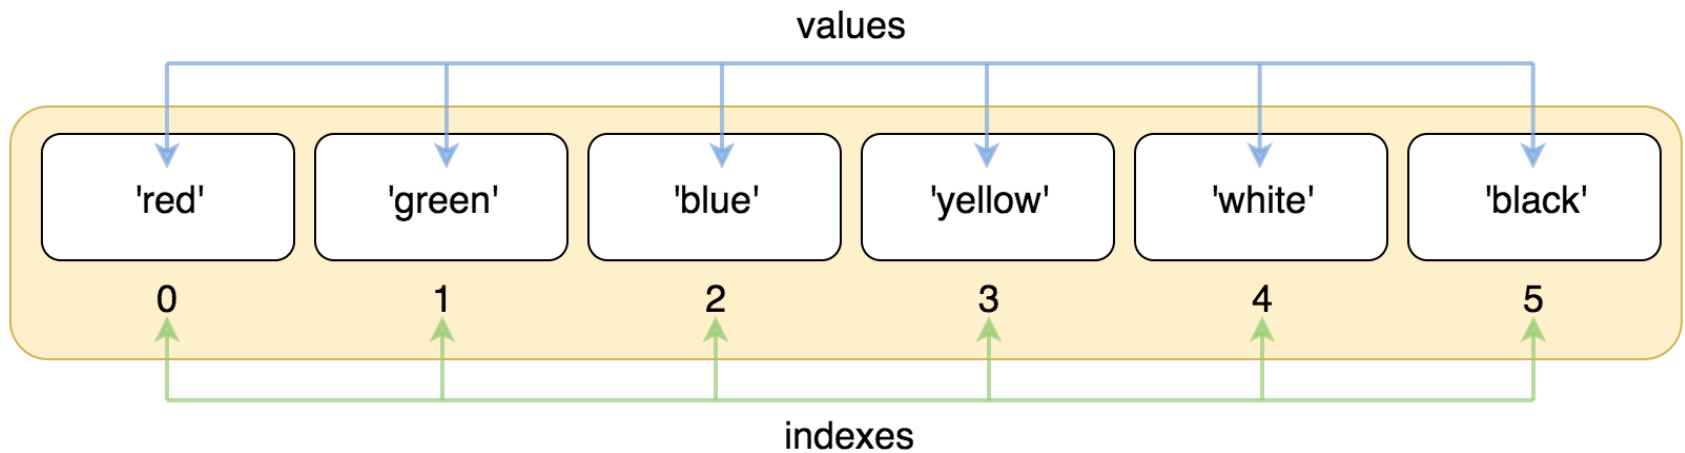 values
'red' 'green' 'blue' 'yellow' 'white' 'black'
0 1 2 3 4 5
indexes